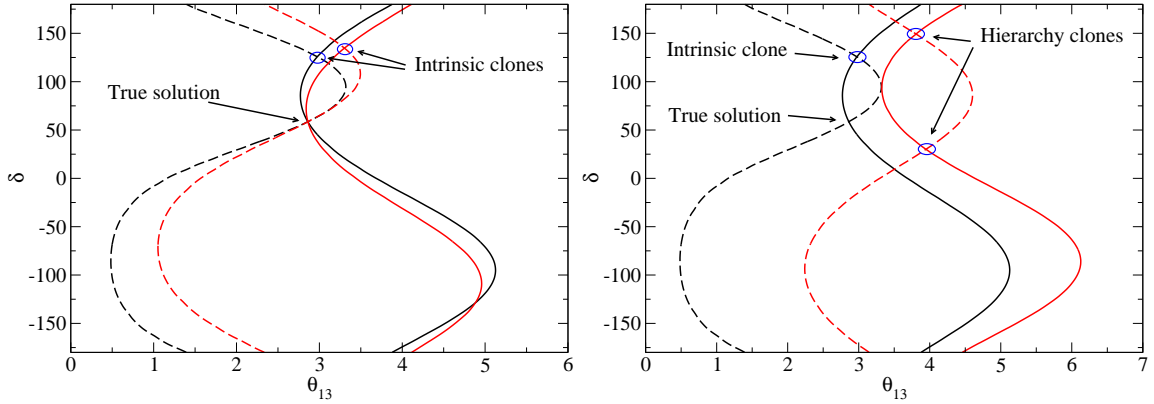 150
100
50
0
-50
-100
-150
δ
0 1 2 3 4 5 6
θ13
True solution
Intrinsic clones
150
100
50
0
-50
-100
-150
δ
0 1 2 3 4 5 6 7
θ13
Intrinsic clone
True solution
Hierarchy clones